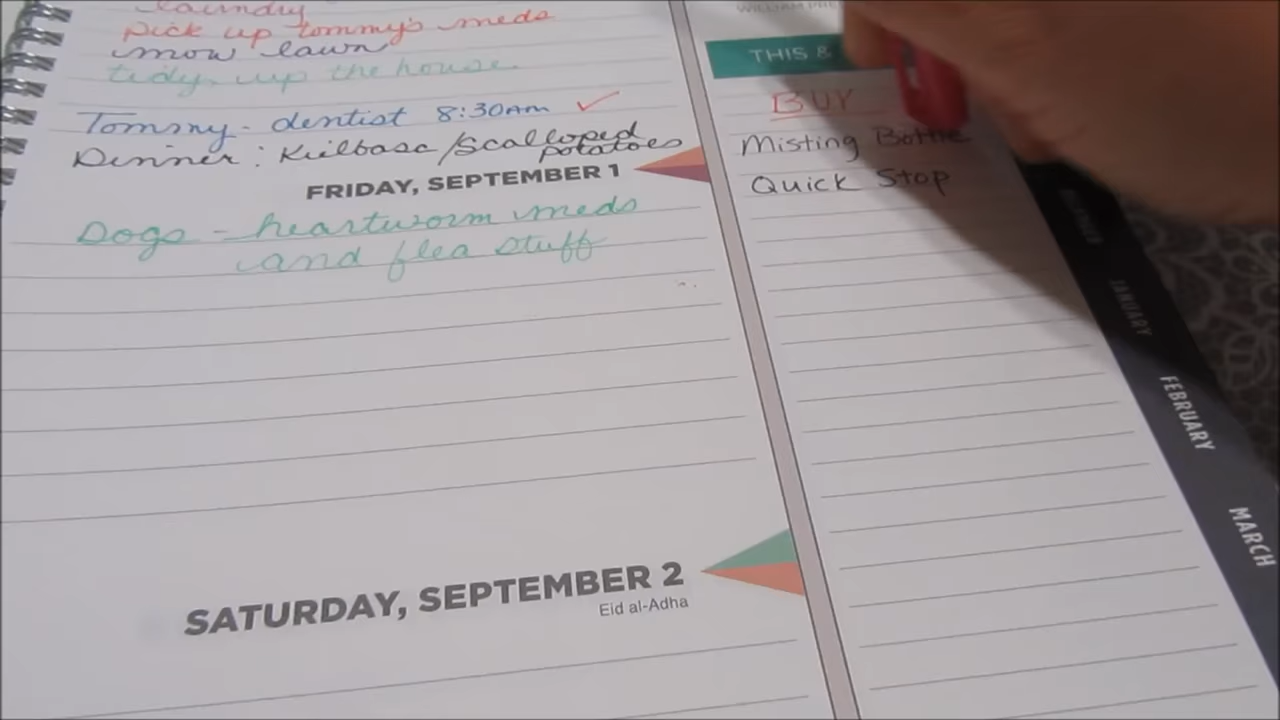 laundry
pick up tommy's meds
mow lawn
tidy up the house
Tommy - dentist 8:30AM ✓
Dinner: Kielbasa/Scalloped
potatoes
FRIDAY, SEPTEMBER 1
Dogs - heartworm meds
and flea stuff
SATURDAY, SEPTEMBER 2
Eid al-Adha
WILLIAM
THIS &
BUY
Misting Bottle
Quick Stop
JANUARY
FEBRUARY
MARCH